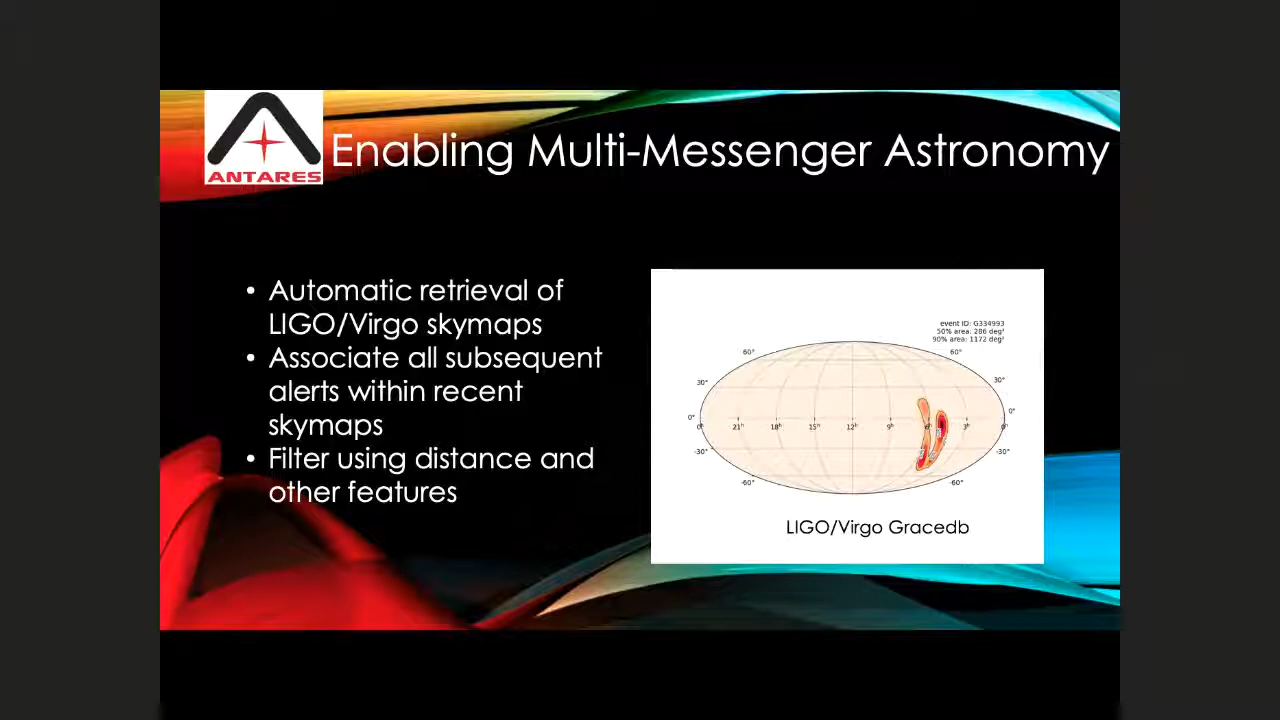 ANTARES
Enabling Multi-Messenger Astronomy
• Automatic retrieval of
LIGO/Virgo skymaps
• Associate all subsequent
alerts within recent
skymaps
• Filter using distance and
other features
event ID: G334993
50% area: 286 deg²
90% area: 1172 deg²
60° 60°
30° 30°
0° 0°
0h 21h 18h 15h 12h 9h 6h 3h 0h
-30° -30°
-60° -60°
LIGO/Virgo Gracedb